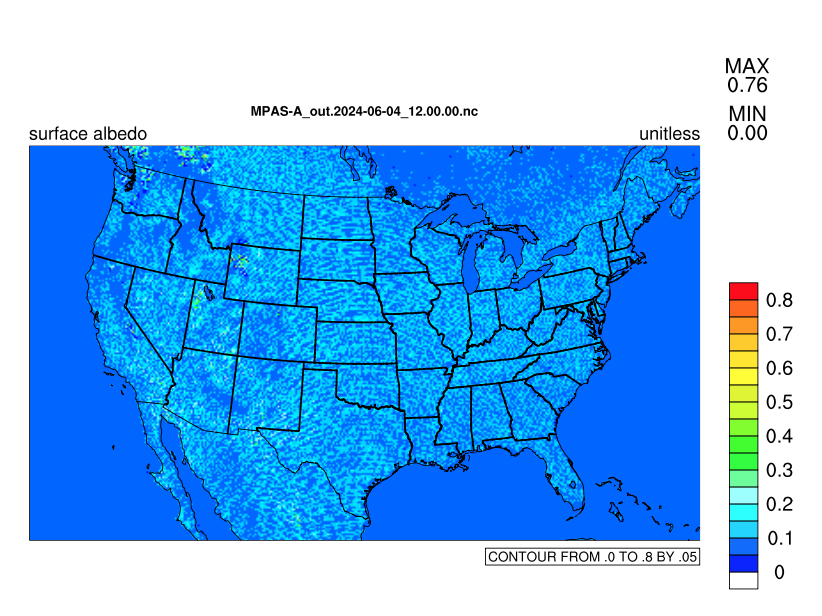 MAX
0.76
MPAS-A_out.2024-06-04_12.00.00.nc
MIN
surface albedo
unitless
0.00
0.8
0.7
0.6
0.5
0.4
0.3
0.2
0.1
0
CONTOUR FROM .0 TO .8 BY .05